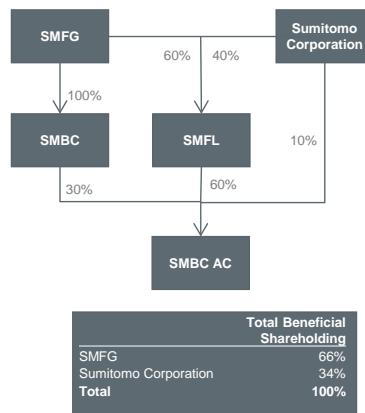 SMFG
Sumitomo
Corporation
60%
40%
100%
SMBC
SMFL
10%
30%
60%
SMBC AC
Total Beneficial
Shareholding
SMFG 66%
Sumitomo Corporation 34%
Total 100%